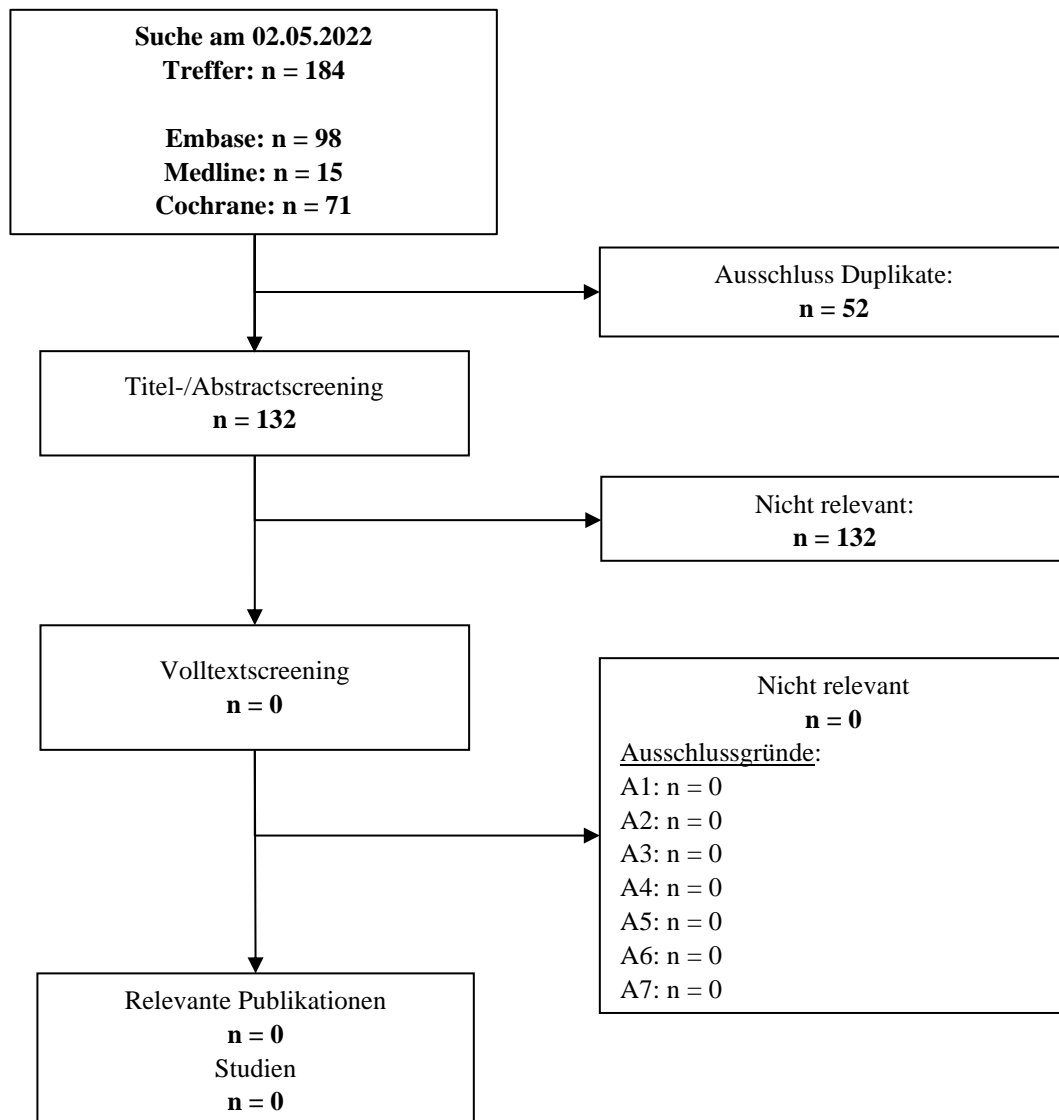 Suche am 02.05.2022
Treffer: n = 184
Embase: n = 98
Medline: n = 15
Cochrane: n = 71
Ausschluss Duplikate:
n = 52
Titel-/Abstractscreening
n = 132
Nicht relevant:
n = 132
Volltextscreening
n = 0
Nicht relevant
n = 0
Ausschlussgründe:
A1: n = 0
A2: n = 0
A3: n = 0
A4: n = 0
A5: n = 0
A6: n = 0
A7: n = 0
Relevante Publikationen
n = 0
Studien
n = 0